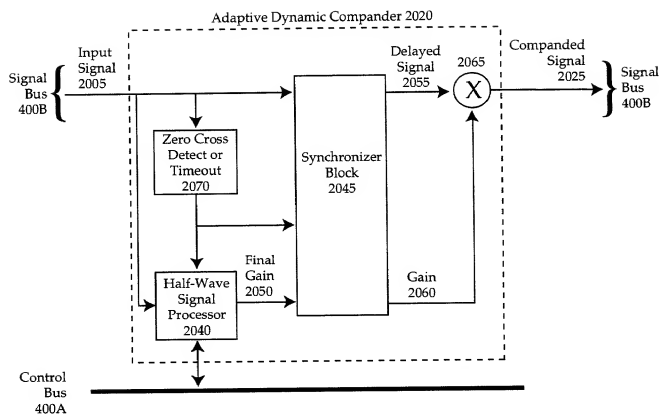 Adaptive Dynamic Compander 2020
Input
Signal
2005
Signal
Bus
400B
Delayed
Signal
2055
2065
X
Companded
Signal
2025
Signal
Bus
400B
Zero Cross
Detect or
Timeout
2070
Synchronizer
Block
2045
Half-Wave
Signal
Processor
2040
Final
Gain
2050
Gain
2060
Control
Bus
400A